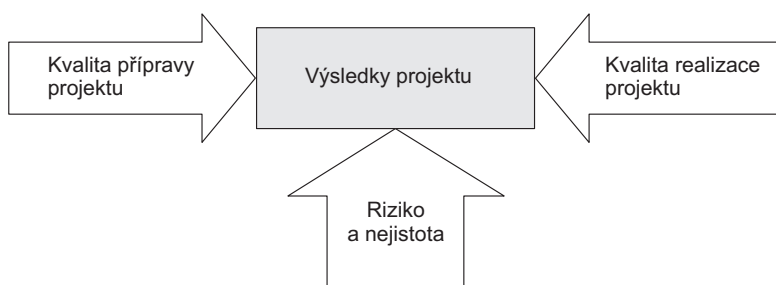 Kvalita přípravy
projektu
Výsledky projektu
Kvalita realizace
projektu
Riziko
a nejistota